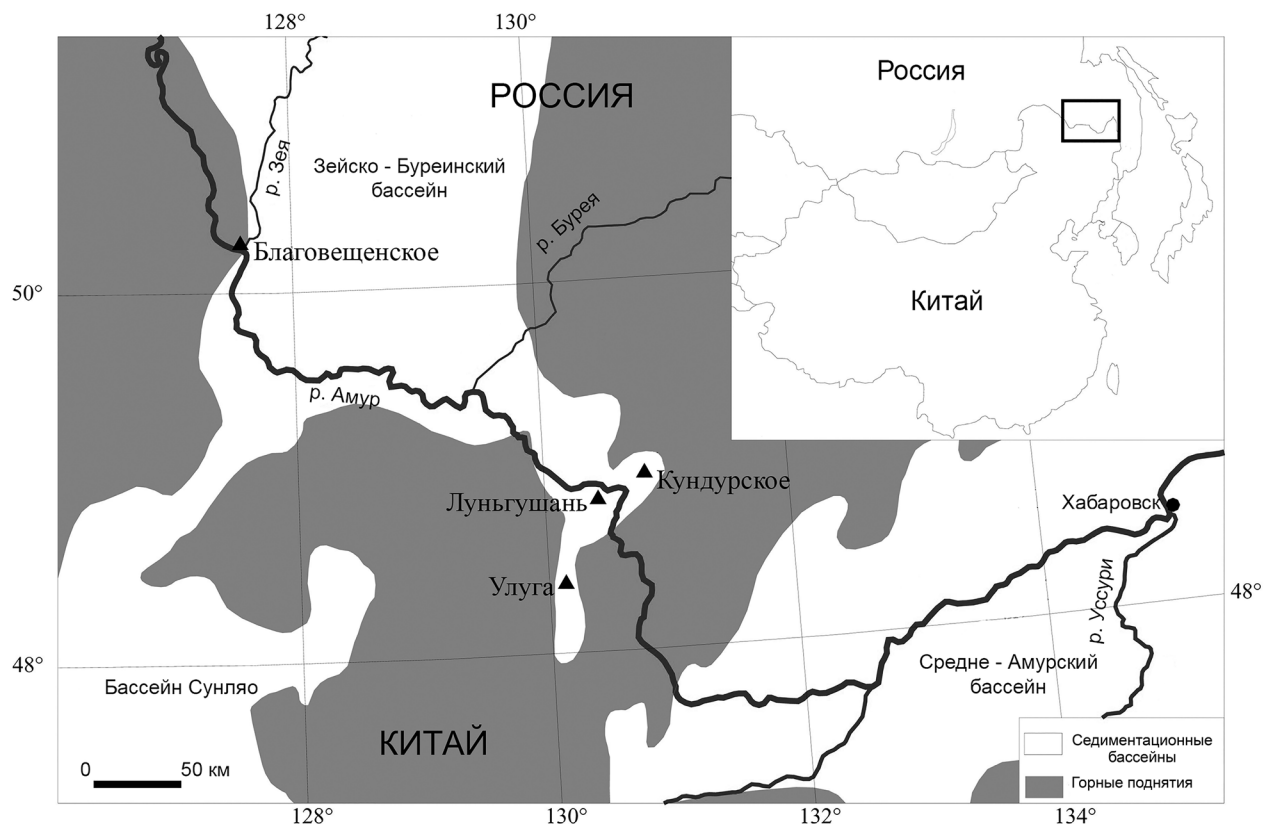 128°
130°
Россия
РОССИЯ
р. Зея
Зейско - Буреинский
бассейн
р. Бурея
Благовещенское
50°
Китай
р. Амур
Кундурское
Луньгушань
Хабаровск
Улуга
р. Уссури
48°
48°
Средне - Амурский
бассейн
Бассейн Сунляо
КИТАЙ
Седиментационные
бассейны
0
50 км
Горные поднятия
128°
130°
132°
134°